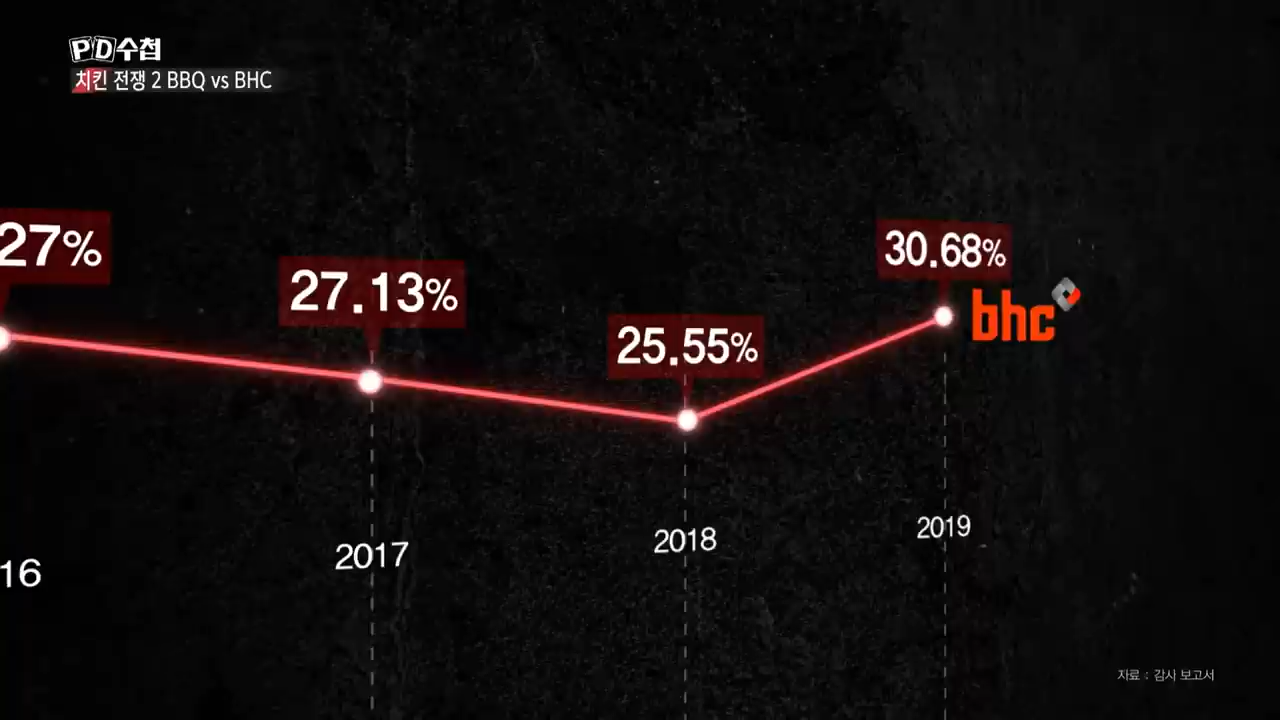 PD수첩
치킨 전쟁 2 BBQ vs BHC
27%
27.13%
25.55%
30.68%
bhc
16
2017
2018
2019
자료 : 감사 보고서